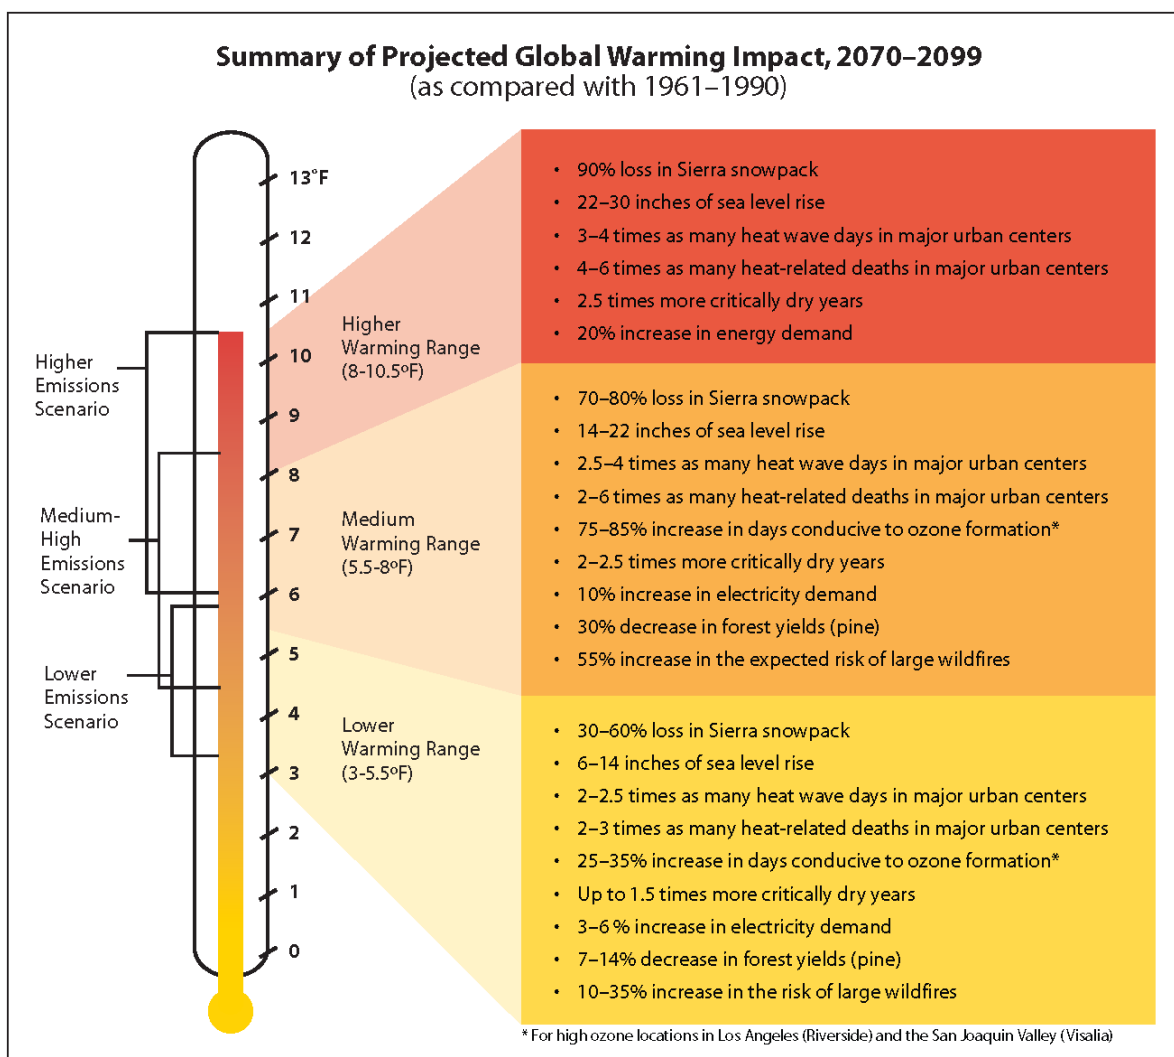 Summary of Projected Global Warming Impact, 2070–2099
(as compared with 1961–1990)
13˚F
12
11
10
9
8
7
6
5
4
3
2
1
0
Higher
Emissions
Scenario
Medium-
High
Emissions
Scenario
Lower
Emissions
Scenario
Higher
Warming Range
(8-10.5ºF)
Medium
Warming Range
(5.5-8ºF)
Lower
Warming Range
(3-5.5ºF)
• 90% loss in Sierra snowpack
• 22–30 inches of sea level rise
• 3–4 times as many heat wave days in major urban centers
• 4–6 times as many heat-related deaths in major urban centers
• 2.5 times more critically dry years
• 20% increase in energy demand
• 70–80% loss in Sierra snowpack
• 14–22 inches of sea level rise
• 2.5–4 times as many heat wave days in major urban centers
• 2–6 times as many heat-related deaths in major urban centers
• 75–85% increase in days conducive to ozone formation*
• 2–2.5 times more critically dry years
• 10% increase in electricity demand
• 30% decrease in forest yields (pine)
• 55% increase in the expected risk of large wildfires
• 30–60% loss in Sierra snowpack
• 6–14 inches of sea level rise
• 2–2.5 times as many heat wave days in major urban centers
• 2–3 times as many heat-related deaths in major urban centers
• 25–35% increase in days conducive to ozone formation*
• Up to 1.5 times more critically dry years
• 3–6 % increase in electricity demand
• 7–14% decrease in forest yields (pine)
• 10–35% increase in the risk of large wildfires
* For high ozone locations in Los Angeles (Riverside) and the San Joaquin Valley (Visalia)